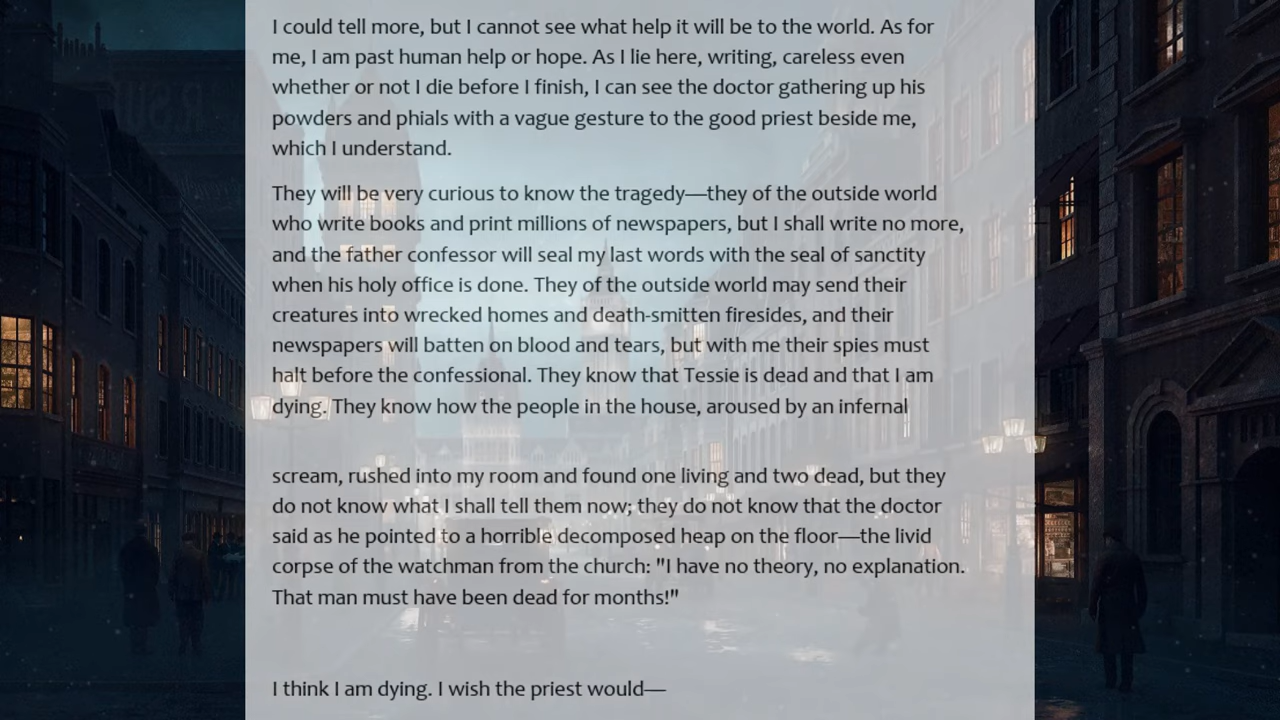 I could tell more, but I cannot see what help it will be to the world. As for
me, I am past human help or hope. As I lie here, writing, careless even
whether or not I die before I finish, I can see the doctor gathering up his
powders and phials with a vague gesture to the good priest beside me,
which I understand.
They will be very curious to know the tragedy—they of the outside world
who write books and print millions of newspapers, but I shall write no more,
and the father confessor will seal my last words with the seal of sanctity
when his holy office is done. They of the outside world may send their
creatures into wrecked homes and death-smitten firesides, and their
newspapers will batten on blood and tears, but with me their spies must
halt before the confessional. They know that Tessie is dead and that I am
dying. They know how the people in the house, aroused by an infernal
scream, rushed into my room and found one living and two dead, but they
do not know what I shall tell them now; they do not know that the doctor
said as he pointed to a horrible decomposed heap on the floor—the livid
corpse of the watchman from the church: "I have no theory, no explanation.
That man must have been dead for months!"
I think I am dying. I wish the priest would—